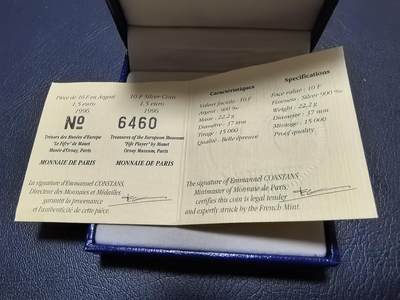 Pièce de 10 F en Argent
1,5 euro
1996
10 F Silver Coin
1,5 euro
1996
Nº 6460
Trésors des Musées d'Europe
"Le Fifre" de Manet
Musée d'Orsay, Paris
MONNAIE DE PARIS
Treasures of the European Museums
"Fife Player" by Manet
Orsay Museum, Paris
MONNAIE DE PARIS
La signature d'Emmanuel CONSTANS,
Directeur des Monnaies et Médailles
garantit la provenance
et l'authenticité de cette pièce.
Caractéristiques
Valeur faciale : 10 F
Argent : 900 ‰
Masse : 22,2 g
Diamètre : 37 mm
Tirage : 15 000
Qualité : Belle épreuve
Specifications
Face value : 10 F
Fineness : Silver 900 ‰
Weight : 22,2 g
Diameter : 37 mm
Mintage : 15 000
Proof quality
The signature of Emmanuel CONSTANS,
Mintmaster of Monnaie de Paris,
certifies this coin is legal tender
and expertly struck by the French Mint.